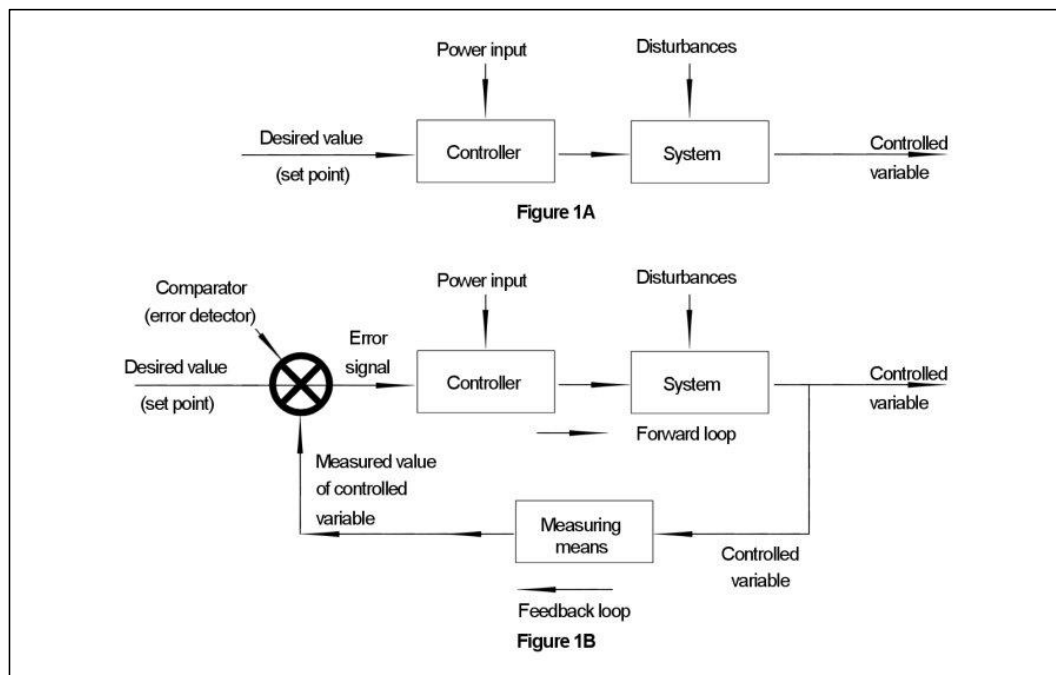 Power input
Disturbances
Desired value
(set point)
Controller
System
Controlled
variable
Figure 1A
Comparator
(error detector)
Power input
Disturbances
Desired value
(set point)
Error
signal
Controller
System
Controlled
variable
Forward loop
Measured value
of controlled
variable
Measuring
means
Controlled
variable
Feedback loop
Figure 1B